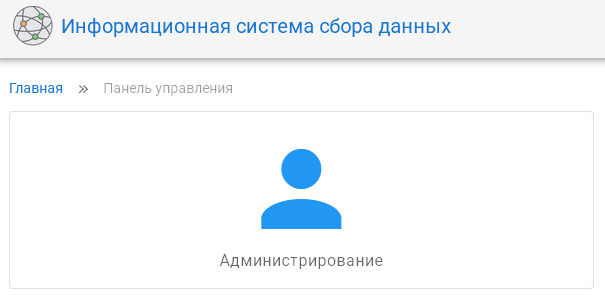 Информационная система сбора данных
Главная » Панель управления
Администрирование